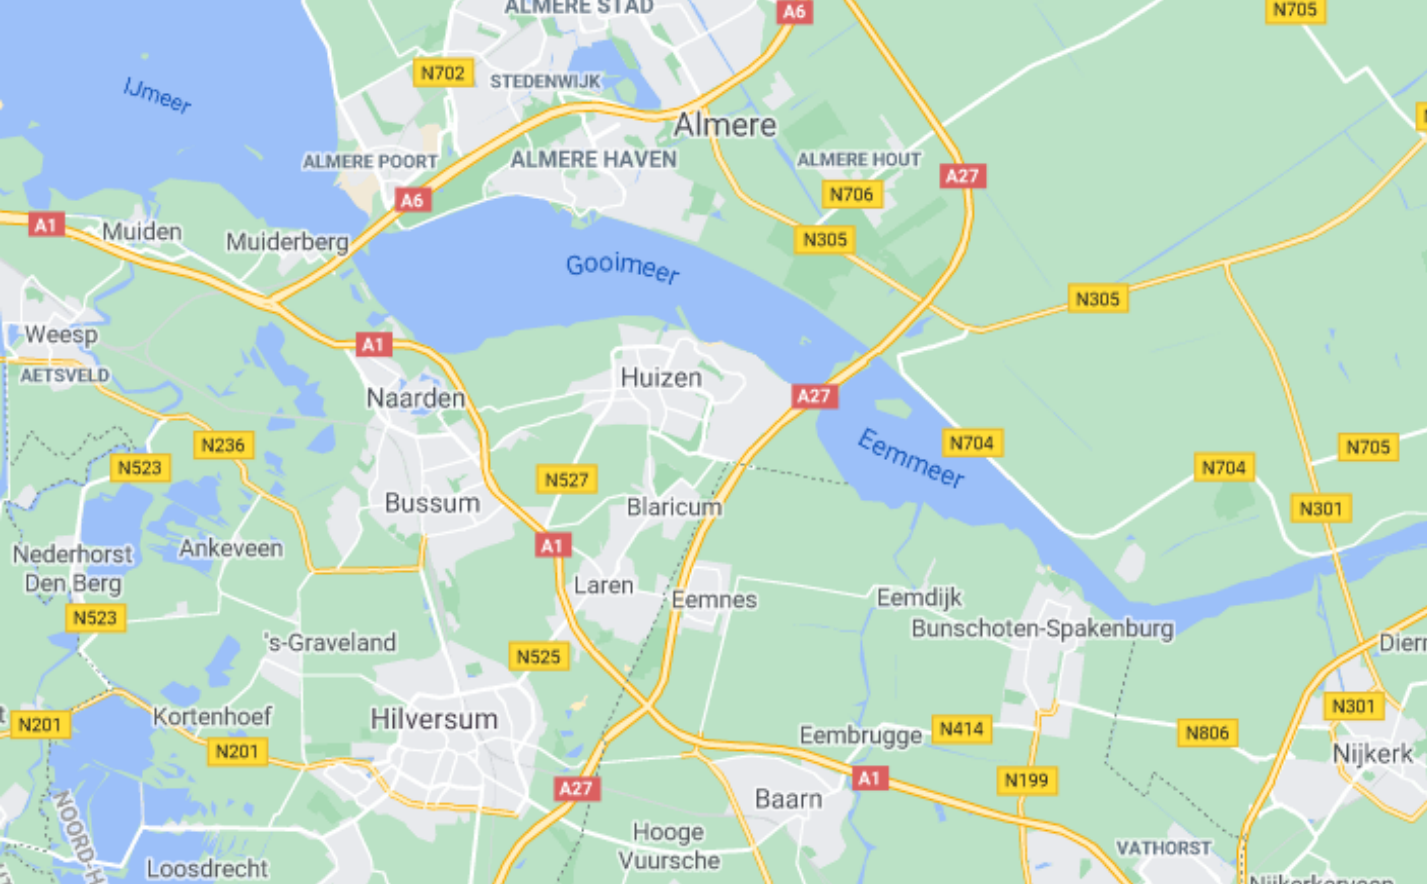 ALMERE STAD
A6
N705
N702
STEDENWIJK
IJmeer
Almere
ALMERE POORT
ALMERE HAVEN
ALMERE HOUT
A27
N706
A6
A1
Muiden
Muiderberg
N305
Gooimeer
N305
Weesp
A1
AETSVELD
Huizen
Naarden
A27
N236
Eemmeer
N704
N705
N523
N704
N527
Bussum
Blaricum
N301
Nederhorst
Den Berg
Ankeveen
A1
Laren
Eemnes
Eemdijk
N523
Bunschoten-Spakenburg
's-Graveland
N525
Kortenhoef
Hilversum
N301
N201
N201
Eembrugge
N414
N806
Nijkerk
A1
N199
A27
Baarn
Hooge
Vuursche
VATHORST
Loosdrecht